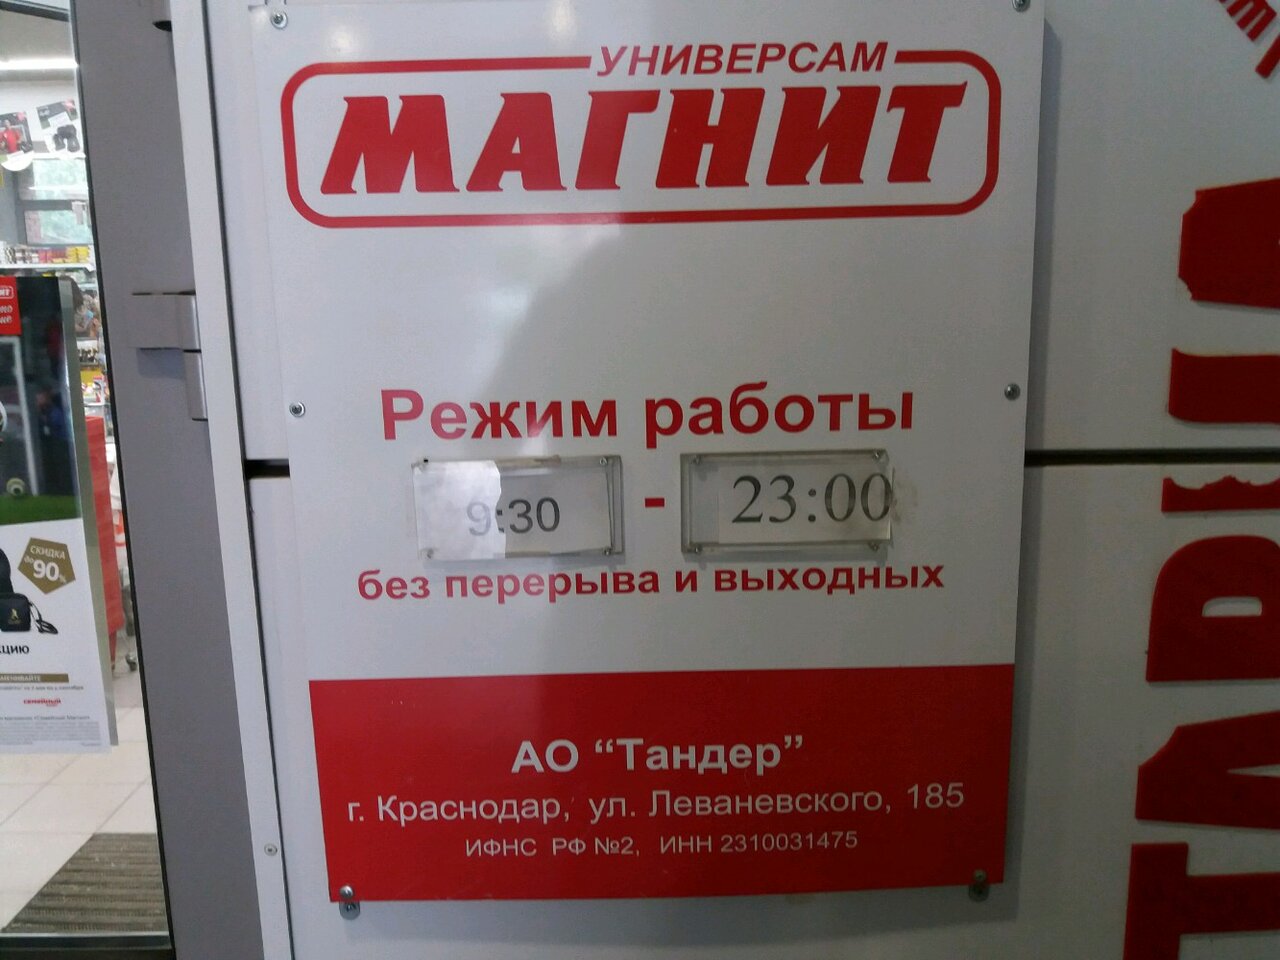 УНИВЕРСАМ
МАГНИТ
Режим работы
9:30 - 23:00
без перерыва и выходных
АО “Тандер”
г. Краснодар, ул. Леваневского, 185
ИФНС РФ №2, ИНН 2310031475
СКИДКА
до 90%